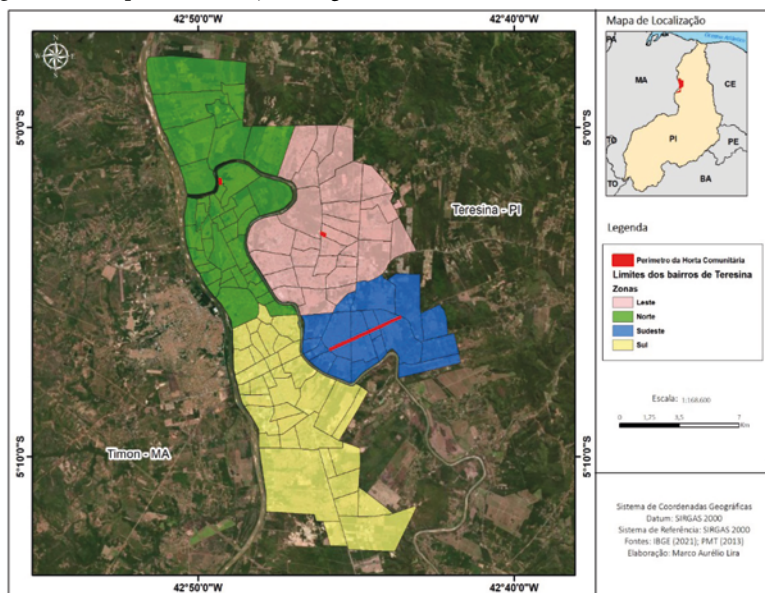 42°50'0"W
42°40'0"W
5°0'0"S
5°0'0"S
Teresina - PI
Timon - MA
5°10'0"S
5°10'0"S
42°50'0"W
42°40'0"W
Mapa de Localização
PA
MA
CE
TO
PI
PE
TO
BA
Legenda
Perímetro da Horta Comunitária
Limites dos bairros de Teresina
Zonas
Leste
Norte
Sudeste
Sul
Escala: 1:168.600
0 1,75 3,5 7
Km
Sistema de Coordenadas Geográficas
Datum: SIRGAS 2000
Sistema de Referência: SIRGAS 2000
Fontes: IBGE (2021); PMT (2013)
Elaboração: Marco Aurélio Lira